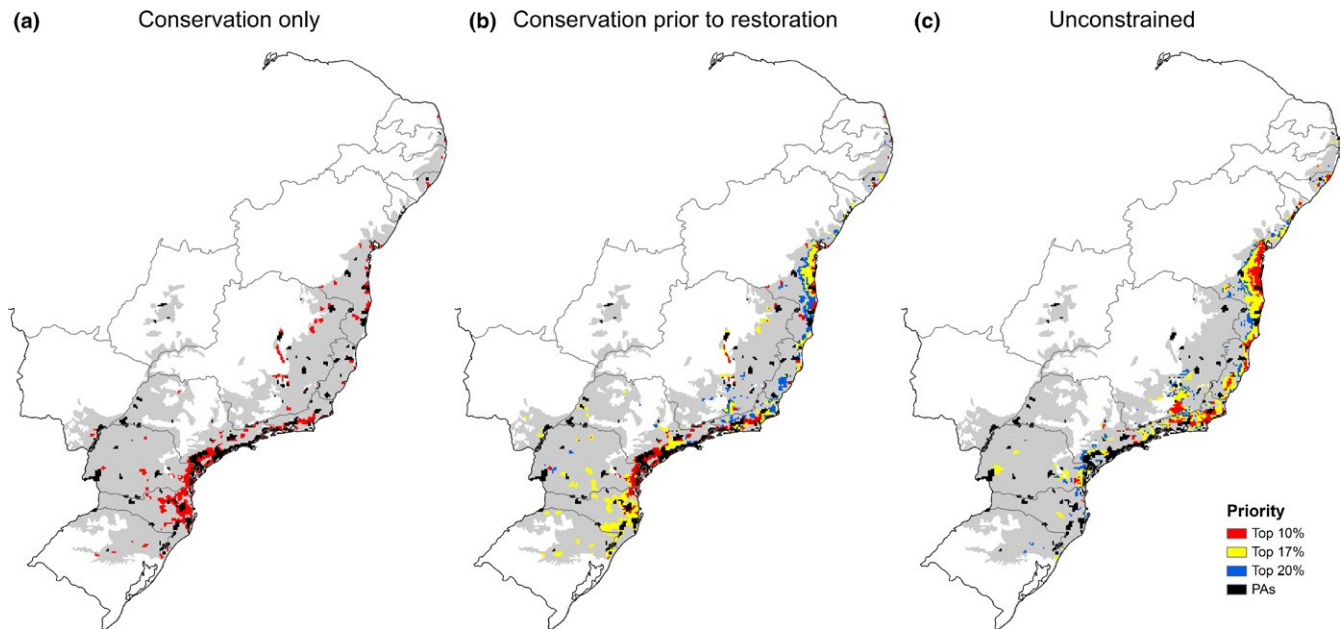 (a) Conservation only
(b) Conservation prior to restoration
(c) Unconstrained
Priority
Top 10%
Top 17%
Top 20%
PAs